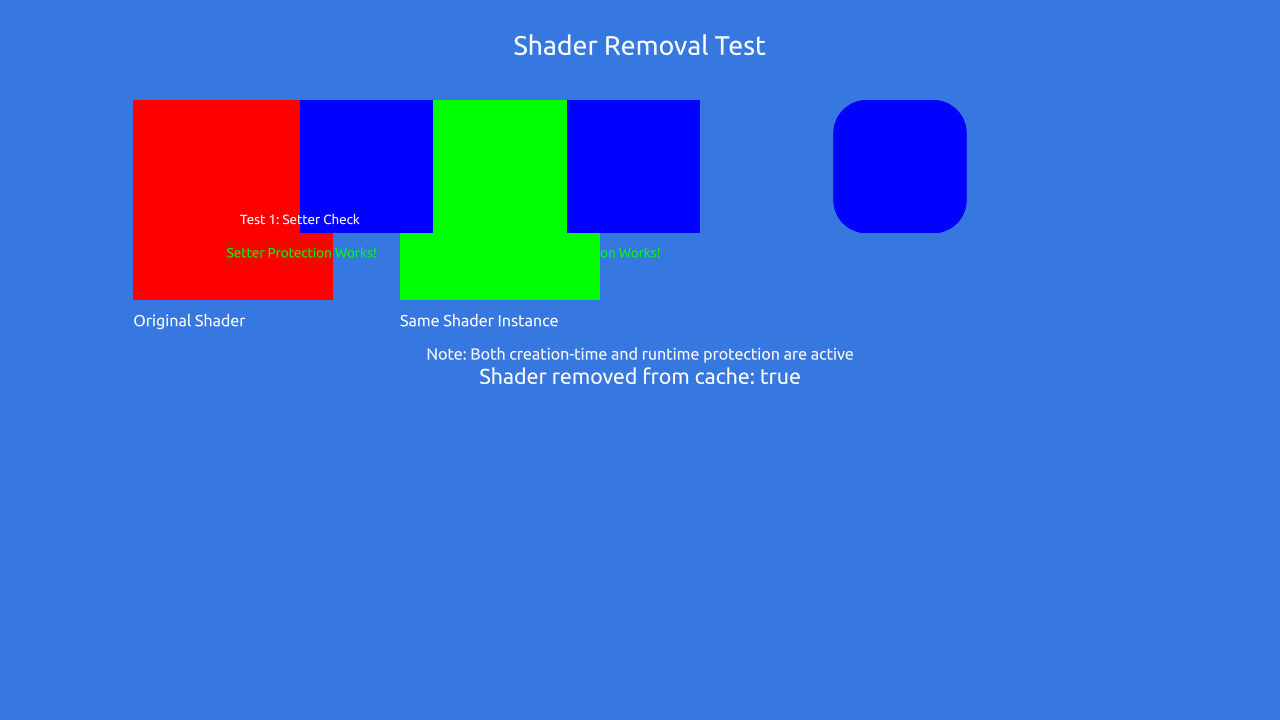 Shader Removal Test
Test 1: Setter Check
Setter Protection Works!
on Works!
Original Shader
Same Shader Instance
Note: Both creation-time and runtime protection are active
Shader removed from cache: true